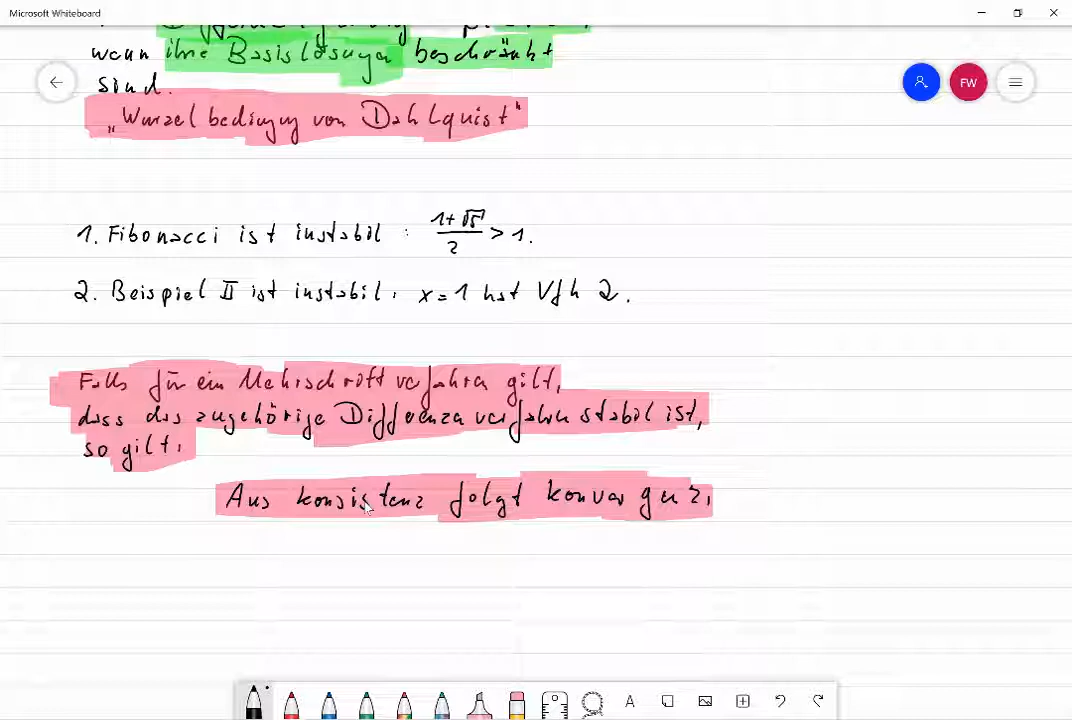 Microsoft Whiteboard
wenn ihre Basislösungen beschränkt
sind.
"Wurzelbedingung von Dahlquist"
FW
1. Fibonacci ist instabil : (1+√5)/2 > 1.
2. Beispiel II ist instabil: x=1 hat Vfh 2.
Falls für ein Mehrschrittverfahren gilt,
dass das zugehörige Differenzenverfahren stabil ist,
so gilt:
Aus Konsistenz folgt Konvergenz.
A